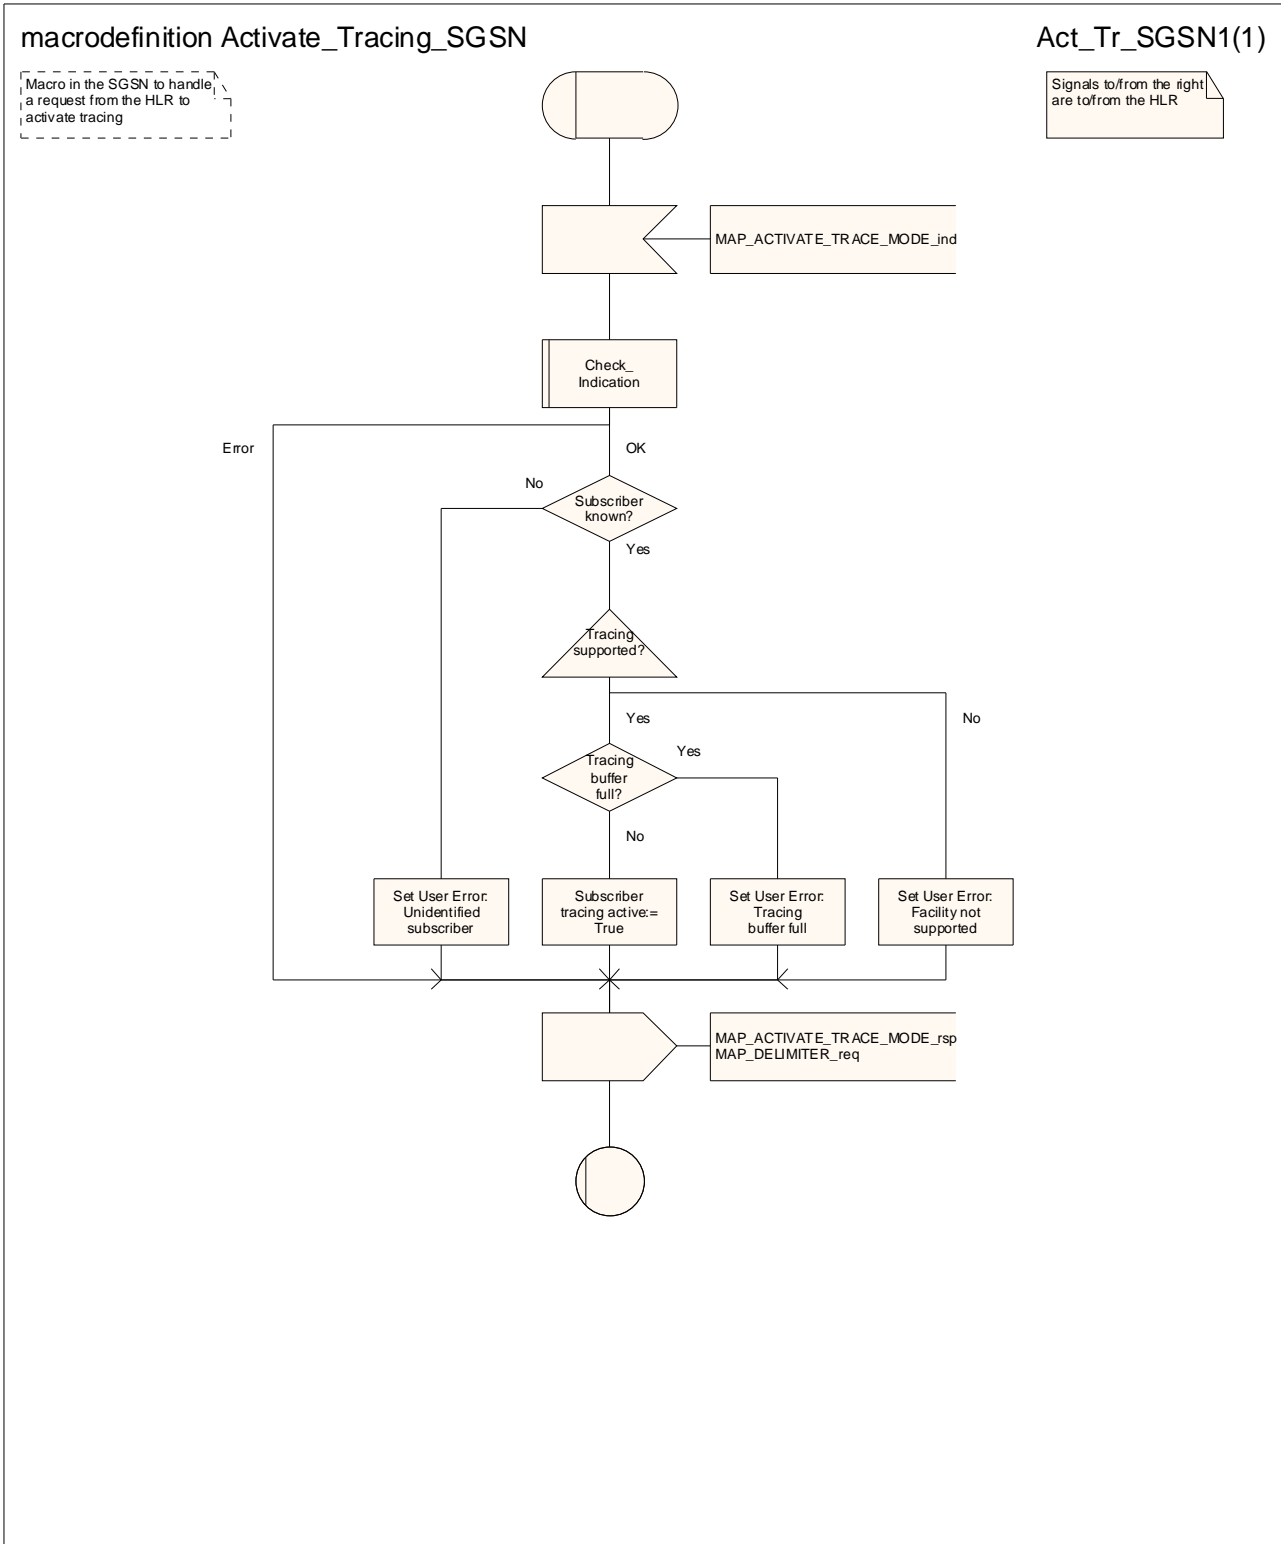 macrodefinition Activate_Tracing_SGSN
Act_Tr_SGSN1(1)
Macro in the SGSN to handle
a request from the HLR to
activate tracing
Signals to/from the right
are to/from the HLR
MAP_ACTIVATE_TRACE_MODE_ind
Check_
Indication
Error
OK
No
Subscriber
known?
Yes
Tracing
supported?
Yes
No
Tracing
buffer
full?
Yes
No
Set User Error:
Unidentified
subscriber
Subscriber
tracing active:=
True
Set User Error:
Tracing
buffer full
Set User Error:
Facility not
supported
MAP_ACTIVATE_TRACE_MODE_rsp
MAP_DELIMITER_req